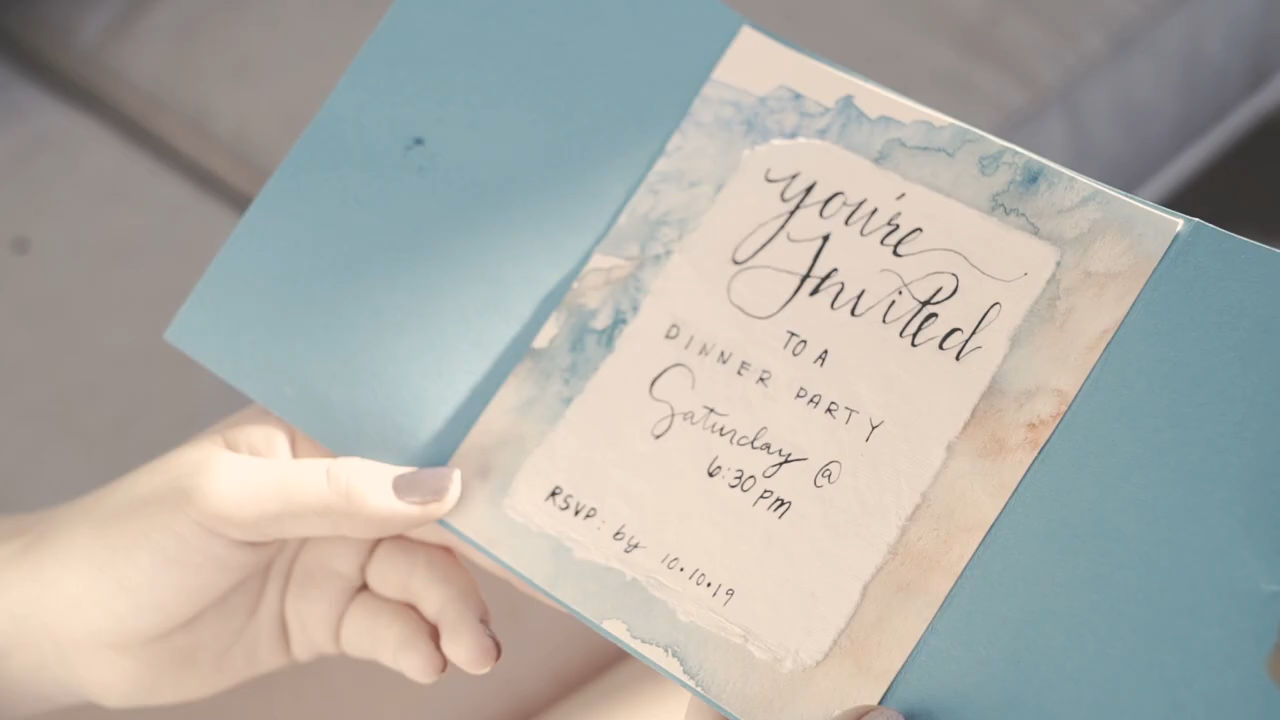 you're
Invited
TO A
DINNER PARTY
Saturday @
6:30 PM
RSVP: by 10.10.19